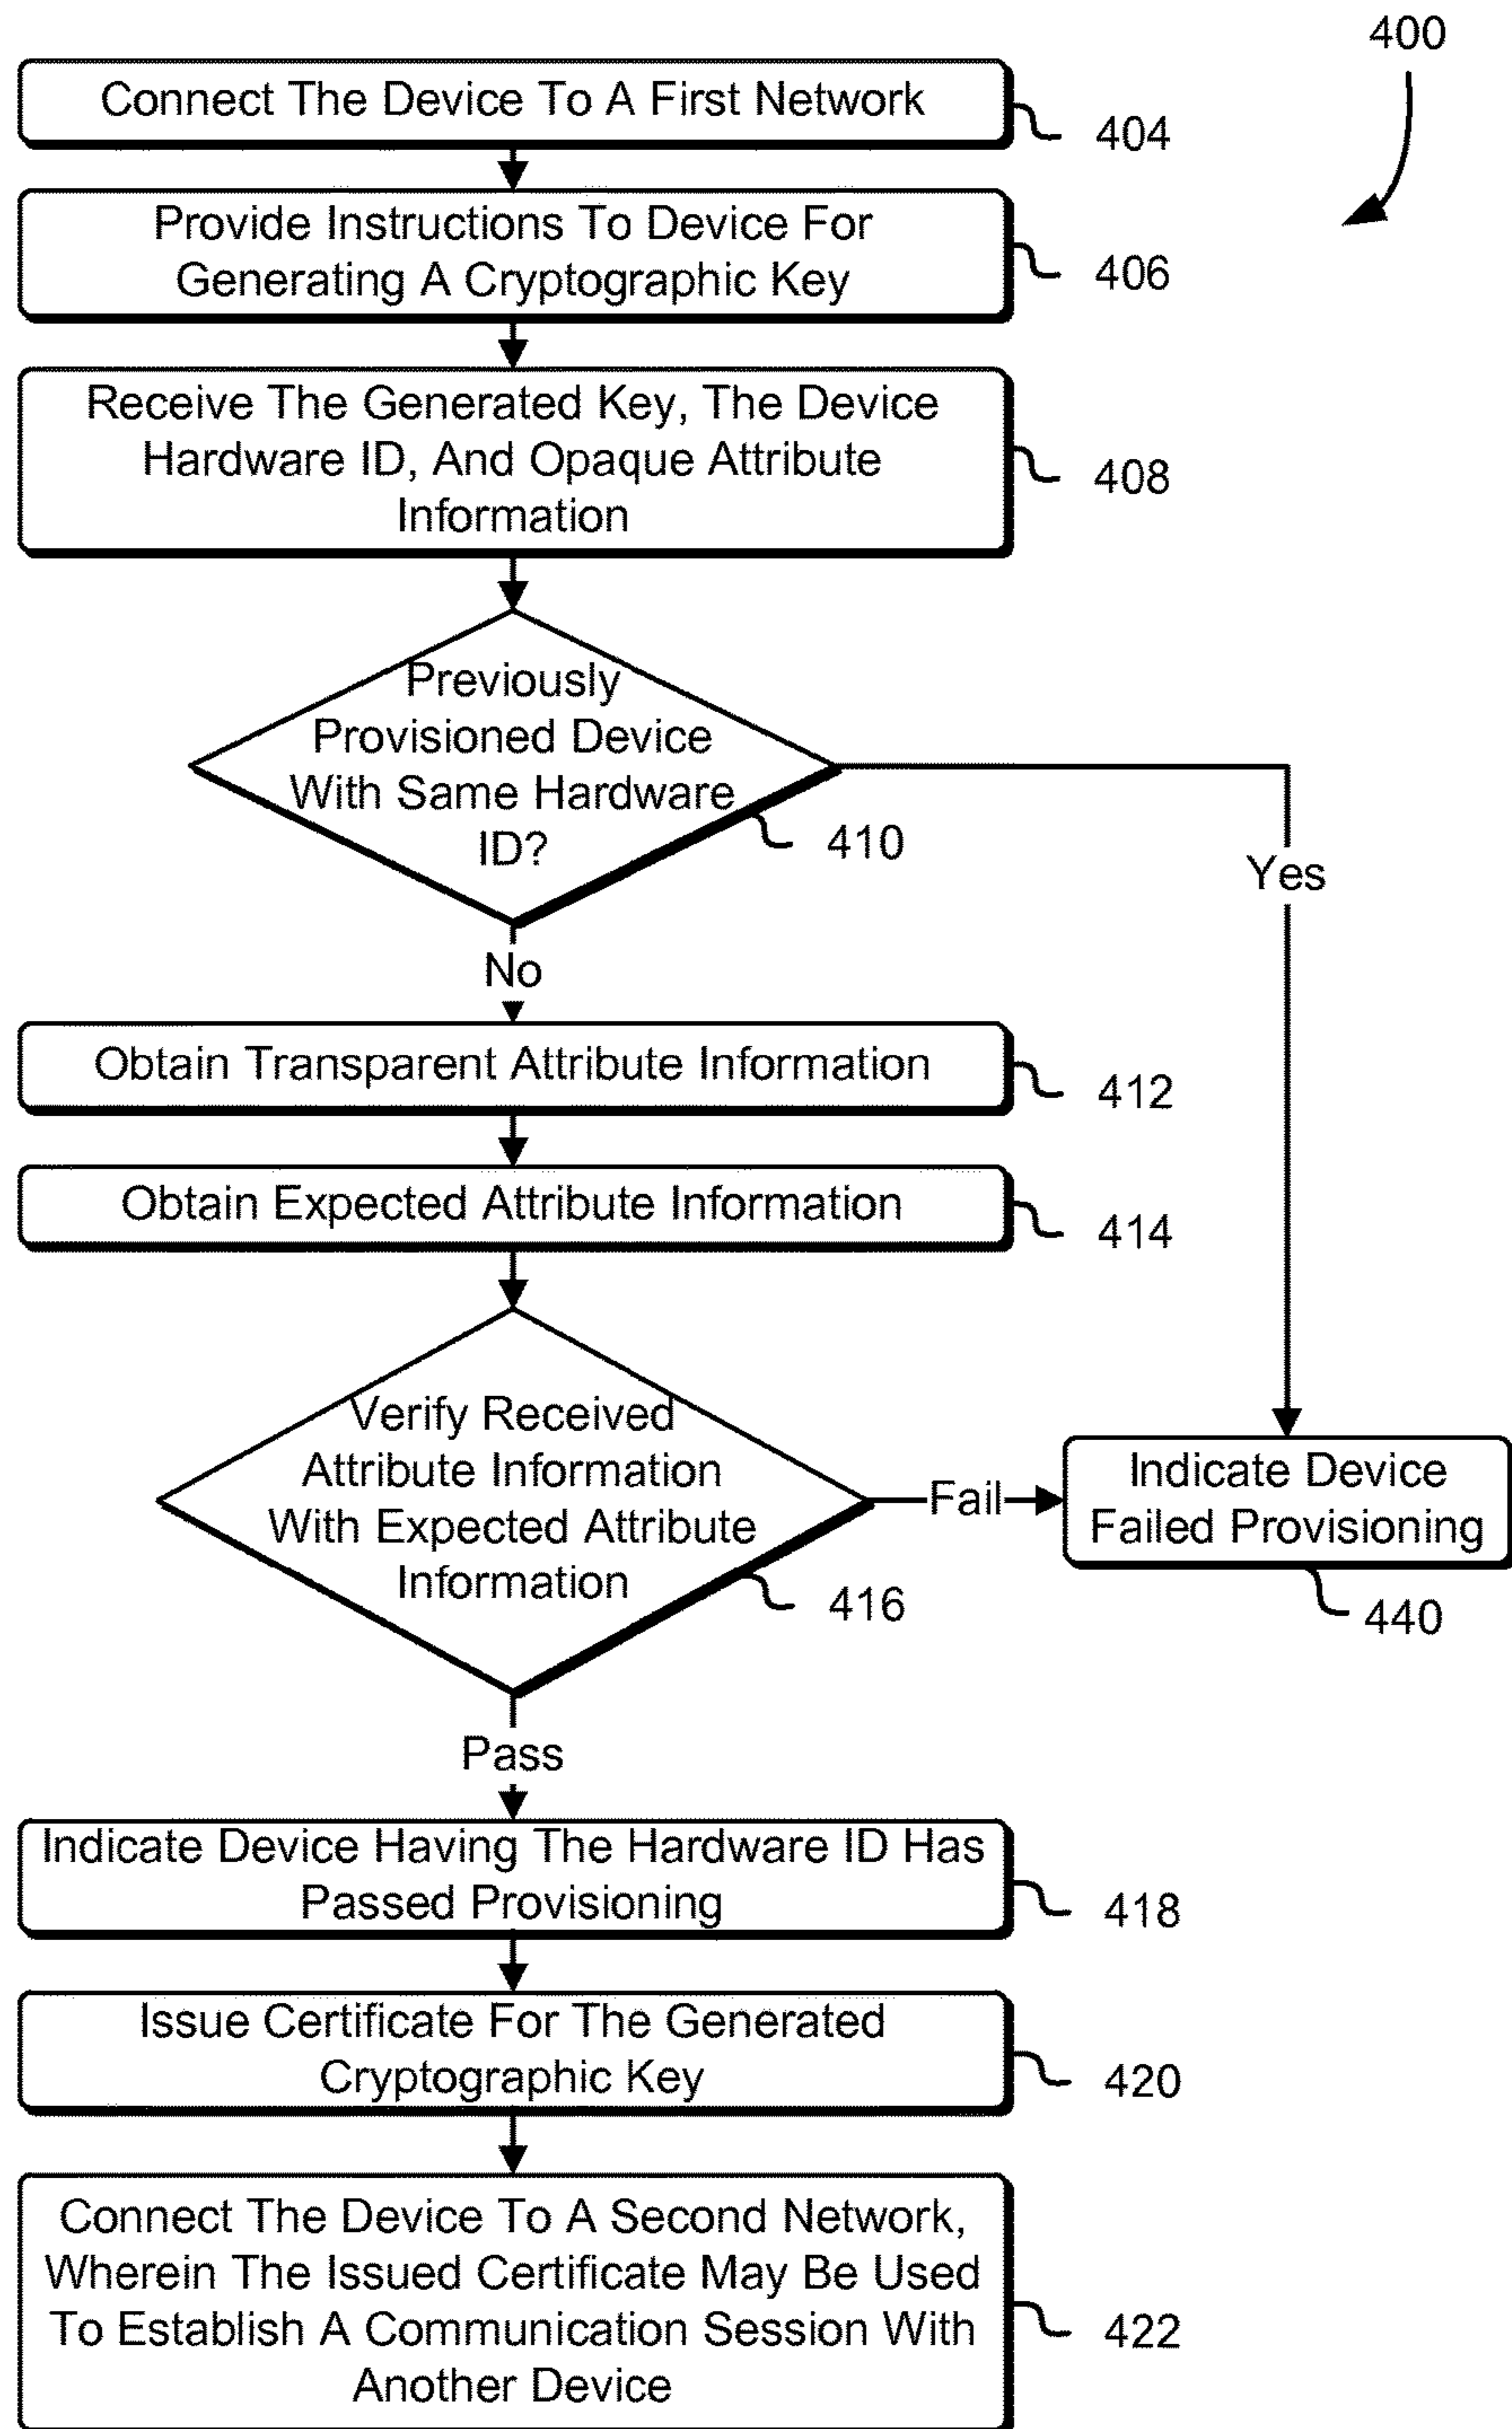 400
Connect The Device To A First Network
404
Provide Instructions To Device For
Generating A Cryptographic Key
406
Receive The Generated Key, The Device
Hardware ID, And Opaque Attribute
Information
408
Previously
Provisioned Device
With Same Hardware
ID?
410
Yes
No
Obtain Transparent Attribute Information
412
Obtain Expected Attribute Information
414
Verify Received
Attribute Information
With Expected Attribute
Information
416
Fail
Indicate Device
Failed Provisioning
440
Pass
Indicate Device Having The Hardware ID Has
Passed Provisioning
418
Issue Certificate For The Generated
Cryptographic Key
420
Connect The Device To A Second Network,
Wherein The Issued Certificate May Be Used
To Establish A Communication Session With
Another Device
422